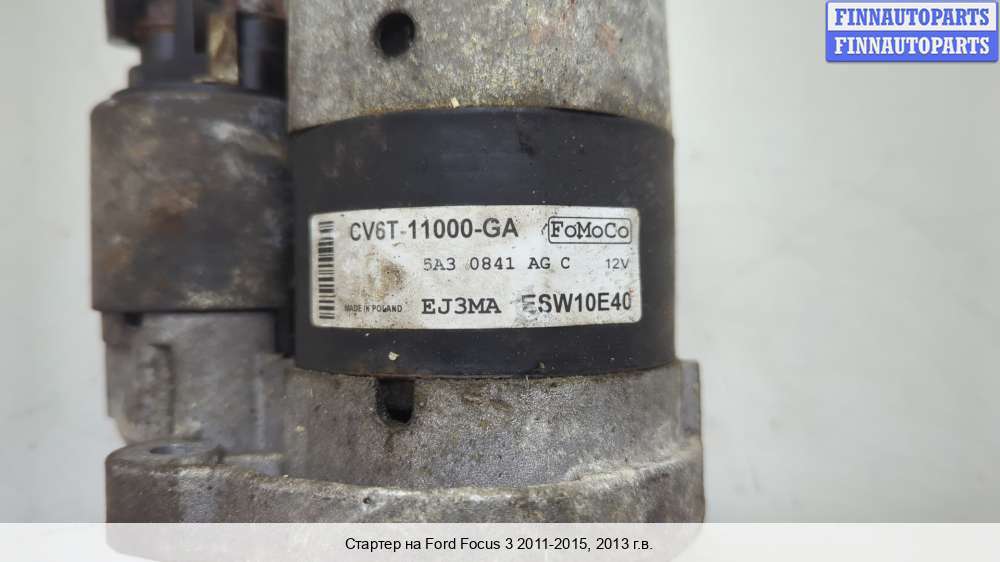 FINNAUTOPARTS
FINNAUTOPARTS
CV6T-11000-GA FoMoCo
5A3 0841 AG C 12V
MADE IN POLAND EJ3MA ESW10E40
Стартер на Ford Focus 3 2011-2015, 2013 г.в.